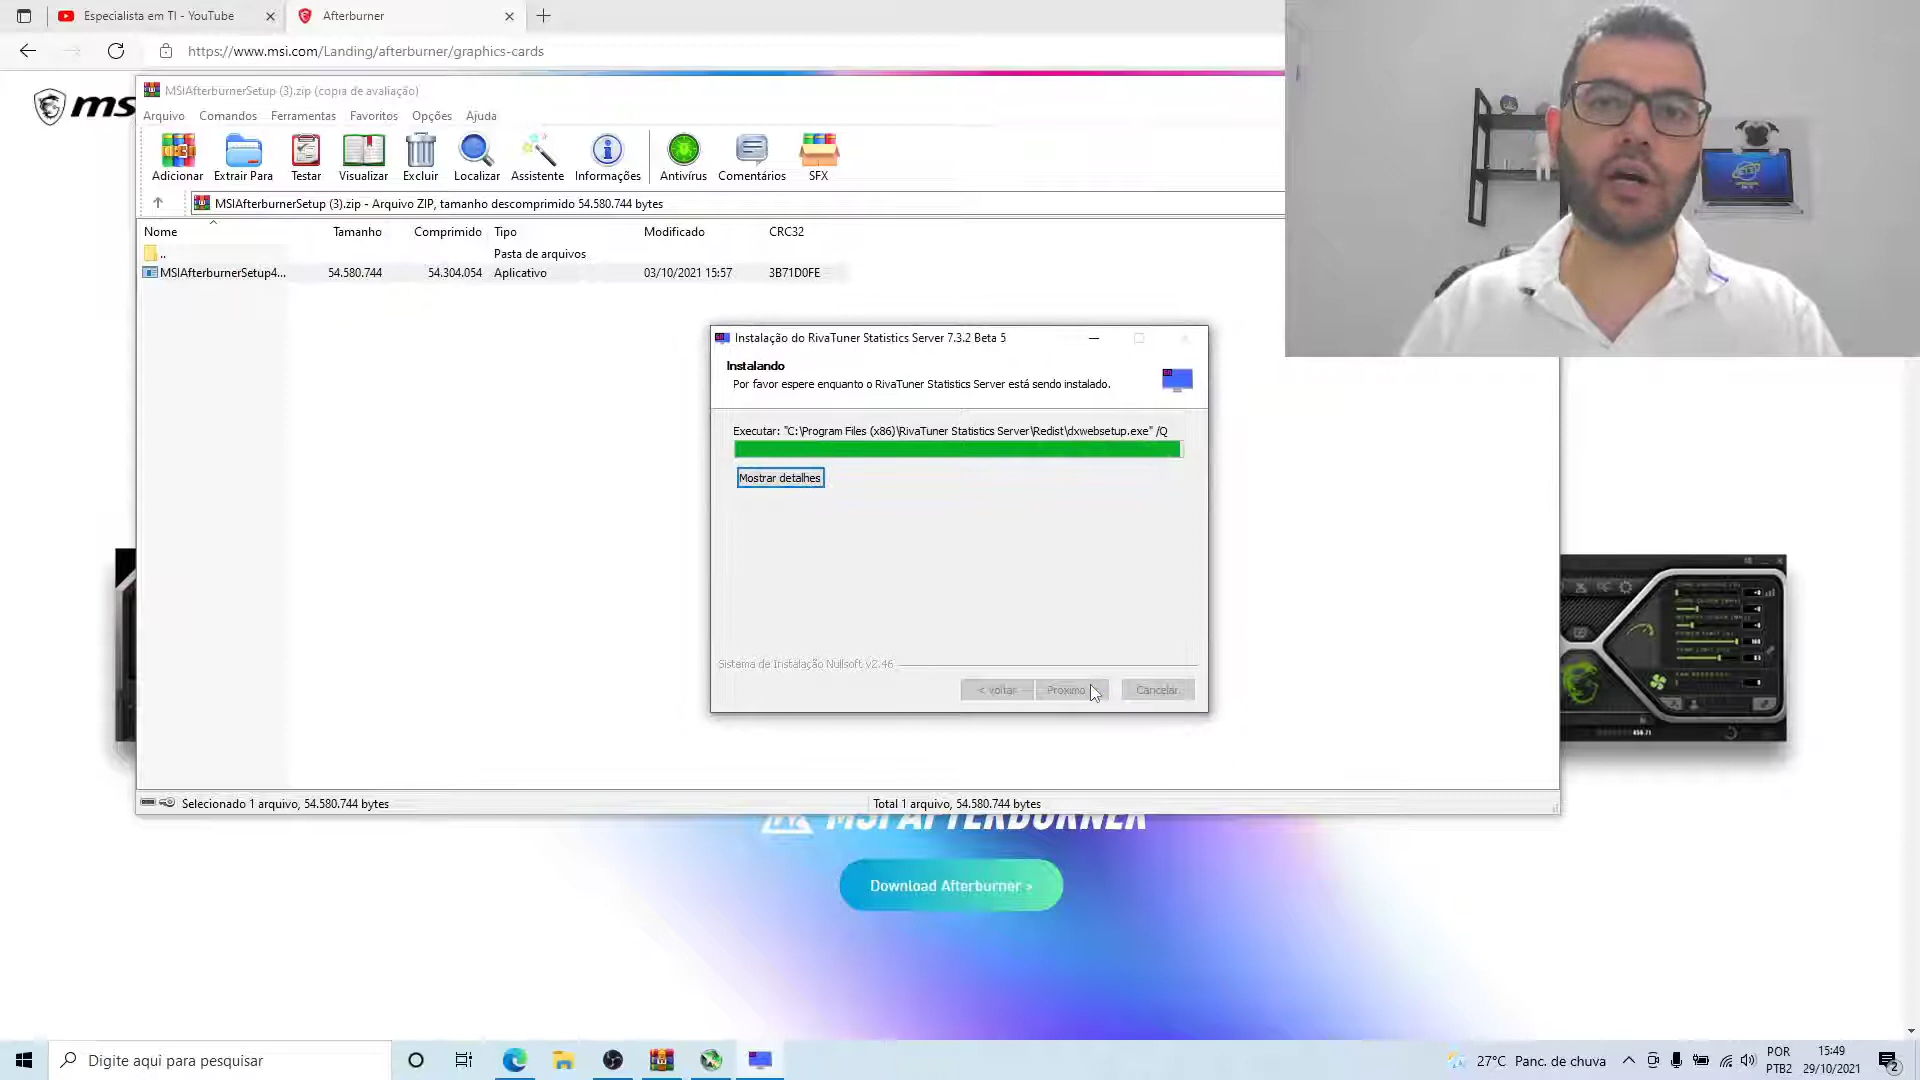 Especialista em TI - YouTube
Afterburner
https://www.msi.com/Landing/afterburner/graphics-cards
MSIAfterburnerSetup (3).zip (copia de avaliação)
Arquivo Comandos Ferramentas Favoritos Opções Ajuda
Adicionar Extrair Para Testar Visualizar Excluir Localizar Assistente Informações Antivírus Comentários SFX
MSIAfterburnerSetup (3).zip - Arquivo ZIP, tamanho descomprimido 54.580.744 bytes
Nome Tamanho Comprimido Tipo Modificado CRC32
.. Pasta de arquivos
MSIAfterburnerSetup4... 54.580.744 54.304.054 Aplicativo 03/10/2021 15:57 3B71D0FE
Instalação do RivaTuner Statistics Server 7.3.2 Beta 5
Instalando
Por favor espere enquanto o RivaTuner Statistics Server está sendo instalado.
Executar: "C:\Program Files (x86)\RivaTuner Statistics Server\Redist\dxwebsetup.exe" /Q
Mostrar detalhes
Sistema de Instalação Nullsoft v2.46
< voltar Próximo Cancelar
Selecionado 1 arquivo, 54.580.744 bytes Total 1 arquivo, 54.580.744 bytes
MSI AFTERBURNER
Download Afterburner >
Digite aqui para pesquisar
27°C Panc. de chuva
POR
PTB2
15:49
29/10/2021
2